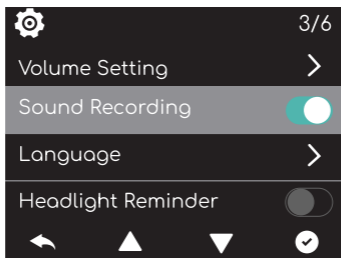 3/6
Volume Setting
Sound Recording
Language
Headlight Reminder